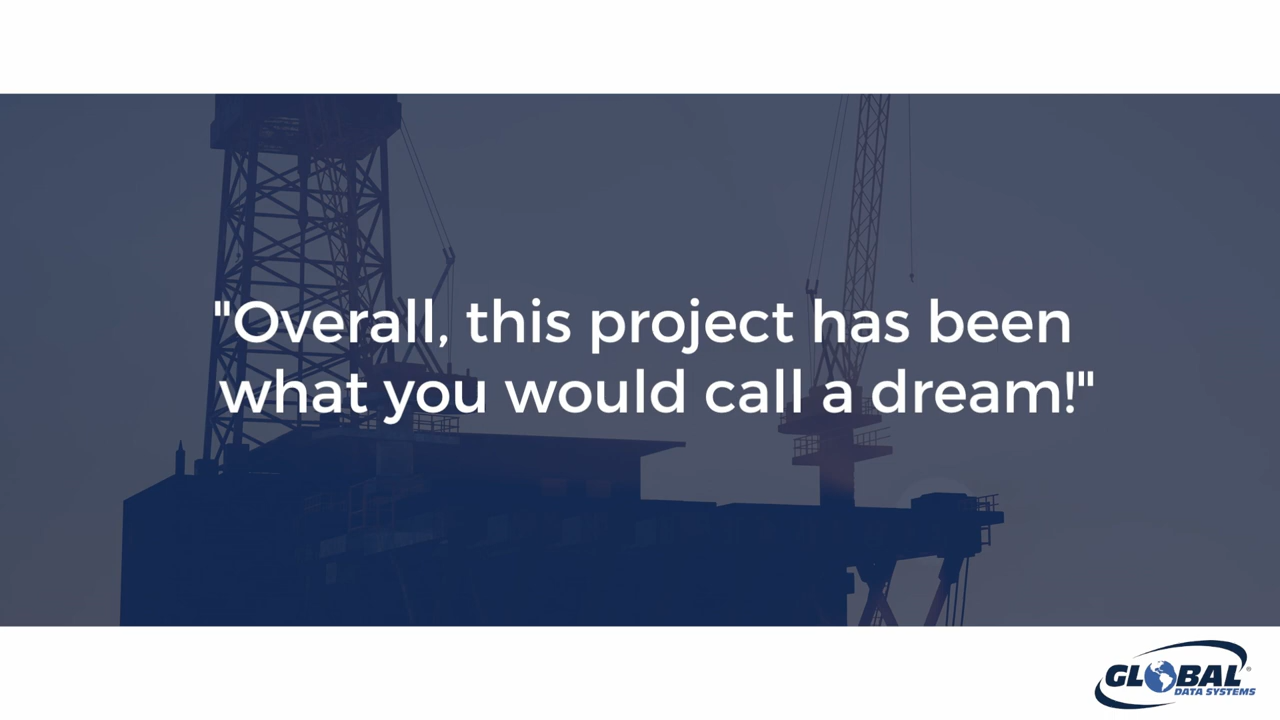 "Overall, this project has been
what you would call a dream!"
GLOBAL®
DATA SYSTEMS